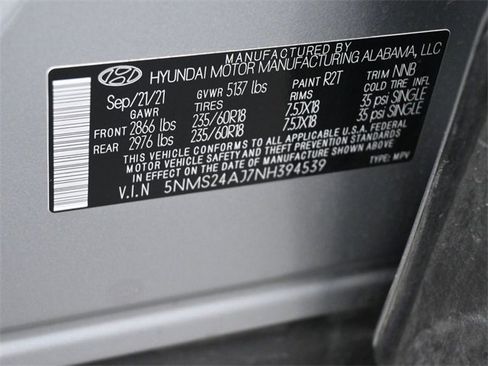 MANUFACTURED BY
HYUNDAI MOTOR MANUFACTURING ALABAMA, LLC
Sep/21/21 GVWR 5137 lbs PAINT R2T TRIM NNB
GAWR TIRES RIMS COLD TIRE INFL
FRONT 2866 lbs 235/60R18 7.5JX18 35 psi SINGLE
REAR 2976 lbs 235/60R18 7.5JX18 35 psi SINGLE
THIS VEHICLE CONFORMS TO ALL APPLICABLE U.S.A. FEDERAL
MOTOR VEHICLE SAFETY AND THEFT PREVENTION STANDARDS
IN EFFECT ON THE DATE OF MANUFACTURE SHOWN ABOVE.
V.I.N 5NMS24AJ7NH394539 TYPE: MPV